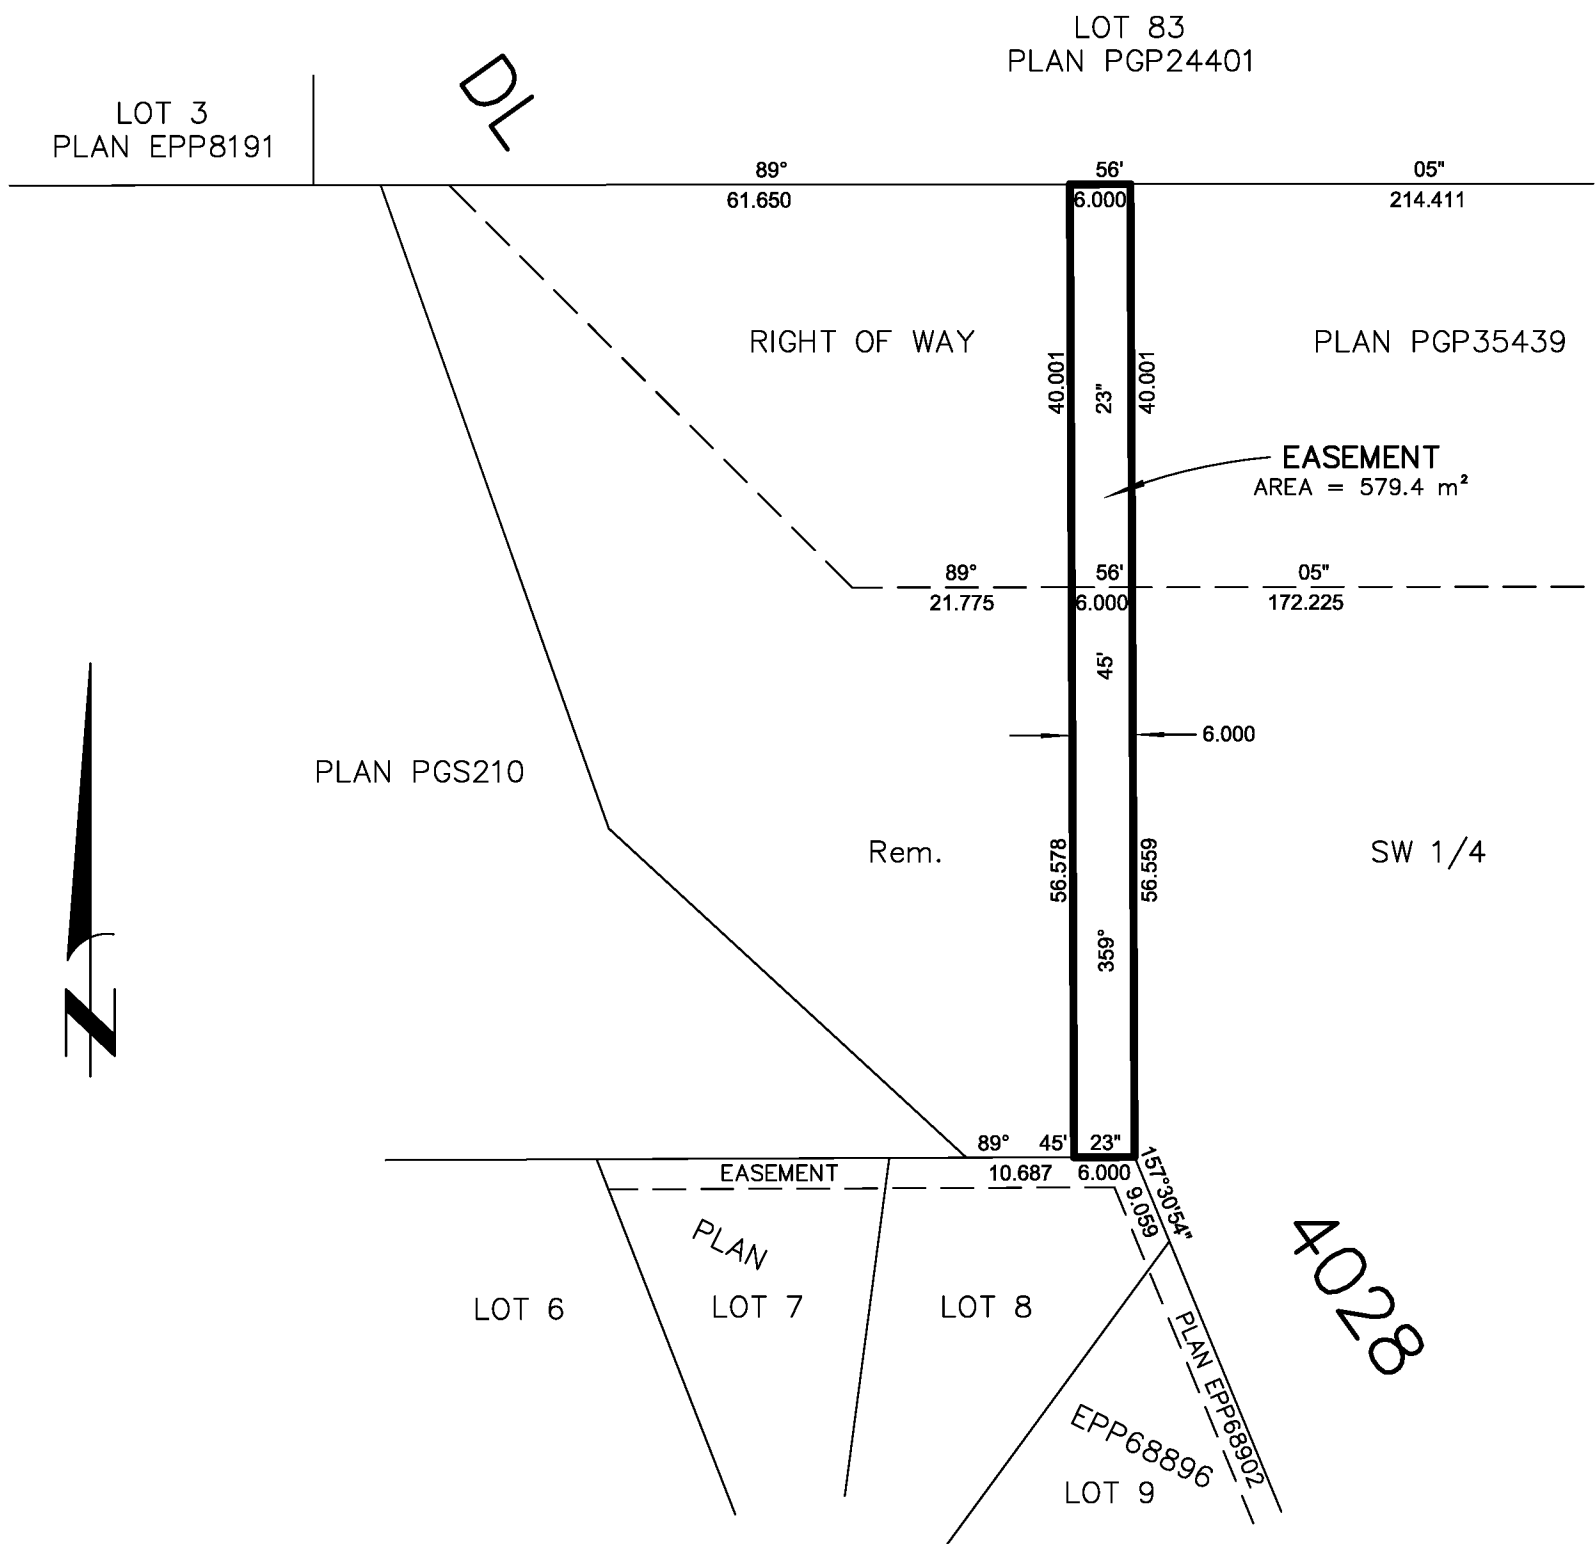 LOT 83
PLAN PGP24401
LOT 3
PLAN EPP8191
DL
89° 56' 05"
61.650 6.000 214.411
RIGHT OF WAY
PLAN PGP35439
40.001
23"
40.001
EASEMENT
AREA = 579.4 m²
89° 56' 05"
21.775 6.000 172.225
45'
6.000
PLAN PGS210
Rem.
56.578
56.559
SW 1/4
359°
N
89° 45' 23"
EASEMENT
10.687 6.000
157°30'54"
9.059
PLAN
LOT 6
LOT 7
LOT 8
4028
PLAN EPP68902
EPP68896
LOT 9